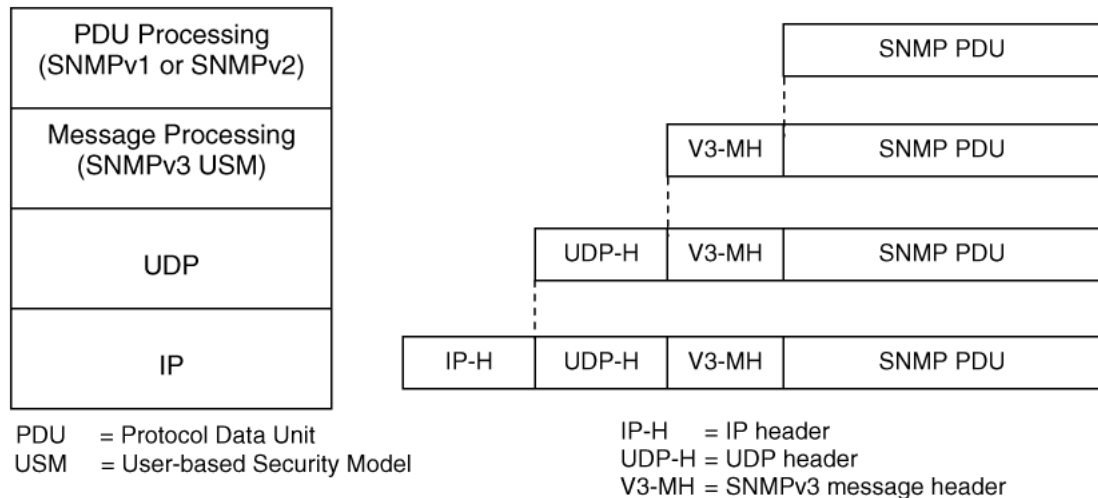 PDU Processing
(SNMPv1 or SNMPv2)
SNMP PDU
Message Processing
(SNMPv3 USM)
V3-MH SNMP PDU
UDP
UDP-H V3-MH SNMP PDU
IP
IP-H UDP-H V3-MH SNMP PDU
PDU = Protocol Data Unit
USM = User-based Security Model
IP-H = IP header
UDP-H = UDP header
V3-MH = SNMPv3 message header